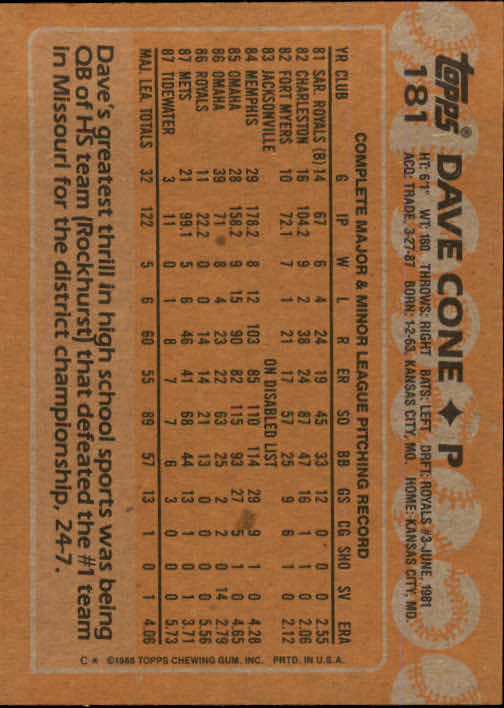 topps®
181
DAVE CONE ♦ P
HT: 6'1" WT: 180 THROWS: RIGHT BATS: LEFT DRFT: ROYALS #3-JUNE, 1981
ACQ: TRADE, 3-27-87 BORN: 1-2-63, KANSAS CITY, MO. HOME: KANSAS CITY, MO.
COMPLETE MAJOR & MINOR LEAGUE PITCHING RECORD
YR CLUB G IP W L R ER SO BB GS CG SHO SV ERA
81 SAR. ROYALS (B) 14 67 6 4 24 19 45 33 12 0 0 0 2.55
82 CHARLESTON 16 104.2 9 2 38 24 87 47 16 1 1 0 2.06
82 FORT MYERS 10 72.1 7 1 21 17 57 25 9 6 1 0 2.12
83 JACKSONVILLE ON DISABLED LIST
84 MEMPHIS 29 178.2 8 12 103 85 110 114 29 9 1 0 4.28
85 OMAHA 28 158.2 9 15 90 82 115 93 27 5 1 0 4.65
86 OMAHA 39 71 8 4 23 22 63 25 2 2 0 14 2.79
86 ROYALS 11 22.2 0 0 14 14 21 13 0 0 0 0 5.56
87 METS 21 99.1 5 6 46 41 68 44 13 1 0 1 3.71
87 TIDEWATER 3 11 0 1 8 7 7 6 3 0 0 0 5.73
MAJ. LEA. TOTALS 32 122 5 6 60 55 89 57 13 1 0 1 4.06
Dave's greatest thrill in high school sports was being
QB of HS team (Rockhurst) that defeated the #1 team
in Missouri for the district championship, 24-7.
C * ©1988 TOPPS CHEWING GUM, INC. PRTD. IN U.S.A.